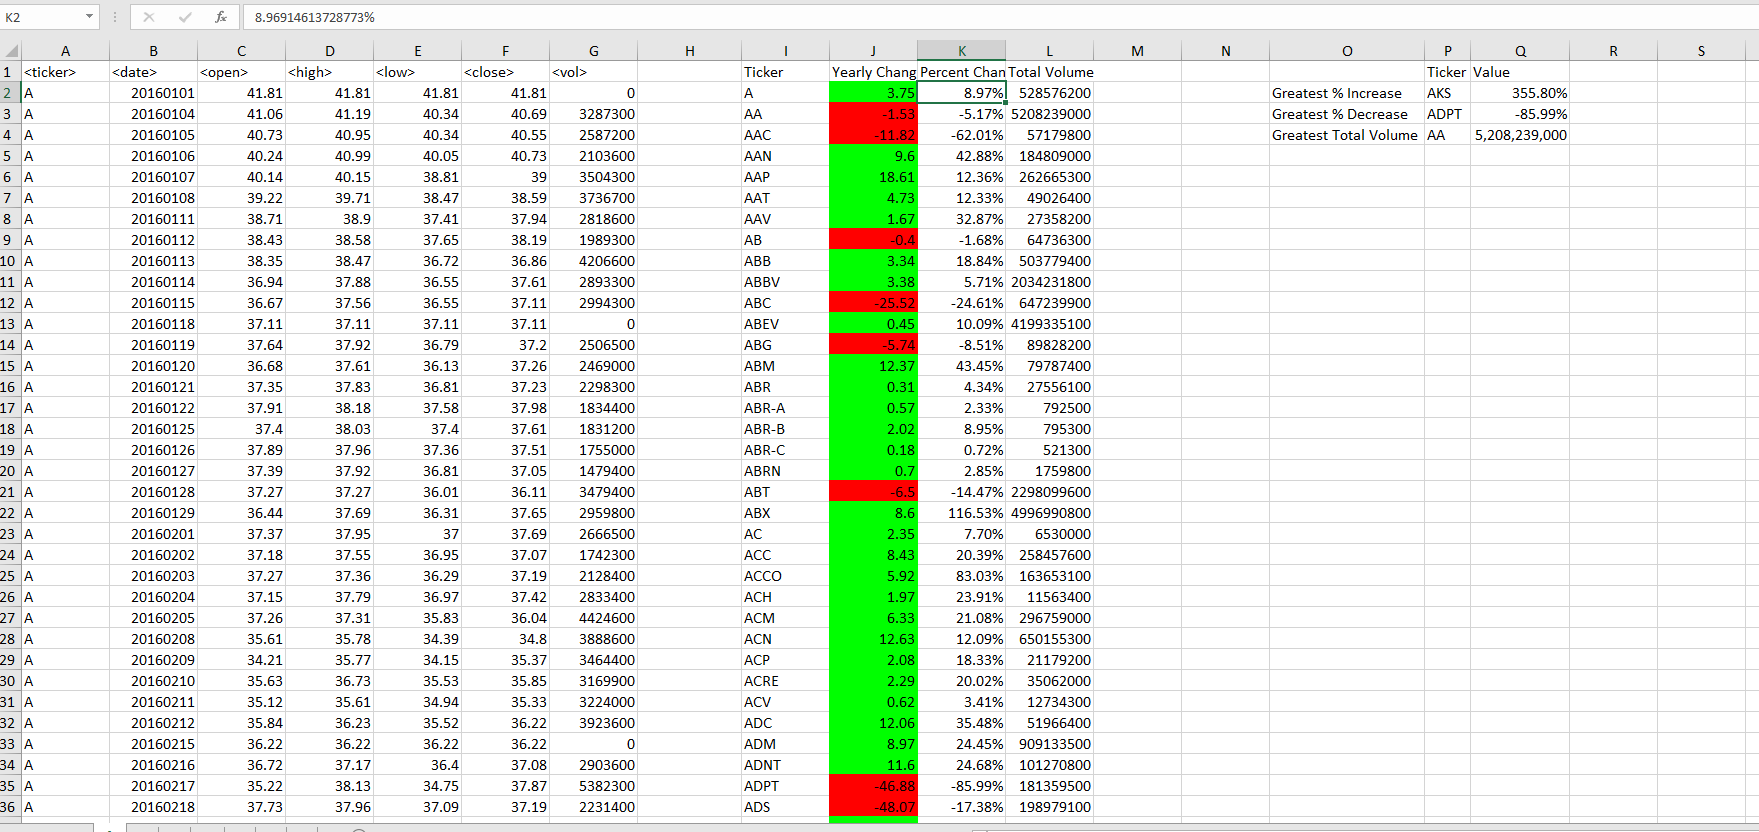 K2 fx 8.96914613728773%
A B C D E F G H I J K L M N O P Q R S
1 <ticker> <date> <open> <high> <low> <close> <vol> Ticker Yearly Chang Percent Chan Total Volume Ticker Value
2 A 20160101 41.81 41.81 41.81 41.81 0 A 3.75 8.97% 528576200 Greatest % Increase AKS 355.80%
3 A 20160104 41.06 41.19 40.34 40.69 3287300 AA -1.53 -5.17% 5208239000 Greatest % Decrease ADPT -85.99%
4 A 20160105 40.73 40.95 40.34 40.55 2587200 AAC -11.82 -62.01% 57179800 Greatest Total Volume AA 5,208,239,000
5 A 20160106 40.24 40.99 40.05 40.73 2103600 AAN 9.6 42.88% 184809000
6 A 20160107 40.14 40.15 38.81 39 3504300 AAP 18.61 12.36% 262665300
7 A 20160108 39.22 39.71 38.47 38.59 3736700 AAT 4.73 12.33% 49026400
8 A 20160111 38.71 38.9 37.41 37.94 2818600 AAV 1.67 32.87% 27358200
9 A 20160112 38.43 38.58 37.65 38.19 1989300 AB -0.4 -1.68% 64736300
10 A 20160113 38.35 38.47 36.72 36.86 4206600 ABB 3.34 18.84% 503779400
11 A 20160114 36.94 37.88 36.55 37.61 2893300 ABBV 3.38 5.71% 2034231800
12 A 20160115 36.67 37.56 36.55 37.11 2994300 ABC -25.52 -24.61% 647239900
13 A 20160118 37.11 37.11 37.11 37.11 0 ABEV 0.45 10.09% 4199335100
14 A 20160119 37.64 37.92 36.79 37.2 2506500 ABG -5.74 -8.51% 89828200
15 A 20160120 36.68 37.61 36.13 37.26 2469000 ABM 12.37 43.45% 79787400
16 A 20160121 37.35 37.83 36.81 37.23 2298300 ABR 0.31 4.34% 27556100
17 A 20160122 37.91 38.18 37.58 37.98 1834400 ABR-A 0.57 2.33% 792500
18 A 20160125 37.4 38.03 37.4 37.61 1831200 ABR-B 2.02 8.95% 795300
19 A 20160126 37.89 37.96 37.36 37.51 1755000 ABR-C 0.18 0.72% 521300
20 A 20160127 37.39 37.92 36.81 37.05 1479400 ABRN 0.7 2.85% 1759800
21 A 20160128 37.27 37.27 36.01 36.11 3479400 ABT -6.5 -14.47% 2298099600
22 A 20160129 36.44 37.69 36.31 37.65 2959800 ABX 8.6 116.53% 4996990800
23 A 20160201 37.37 37.95 37 37.69 2666500 AC 2.35 7.70% 6530000
24 A 20160202 37.18 37.55 36.95 37.07 1742300 ACC 8.43 20.39% 258457600
25 A 20160203 37.27 37.36 36.29 37.19 2128400 ACCO 5.92 83.03% 163653100
26 A 20160204 37.15 37.79 36.97 37.42 2833400 ACH 1.97 23.91% 11563400
27 A 20160205 37.26 37.31 35.83 36.04 4424600 ACM 6.33 21.08% 296759000
28 A 20160208 35.61 35.78 34.39 34.8 3888600 ACN 12.63 12.09% 650155300
29 A 20160209 34.21 35.77 34.15 35.37 3464400 ACP 2.08 18.33% 21179200
30 A 20160210 35.63 36.73 35.53 35.85 3169900 ACRE 2.29 20.02% 35062000
31 A 20160211 35.12 35.61 34.94 35.33 3224000 ACV 0.62 3.41% 12734300
32 A 20160212 35.84 36.23 35.52 36.22 3923600 ADC 12.06 35.48% 51966400
33 A 20160215 36.22 36.22 36.22 36.22 0 ADM 8.97 24.45% 909133500
34 A 20160216 36.72 37.17 36.4 37.08 2903600 ADNT 11.6 24.68% 101270800
35 A 20160217 35.22 38.13 34.75 37.87 5382300 ADPT -46.88 -85.99% 181359500
36 A 20160218 37.73 37.96 37.09 37.19 2231400 ADS -48.07 -17.38% 198979100